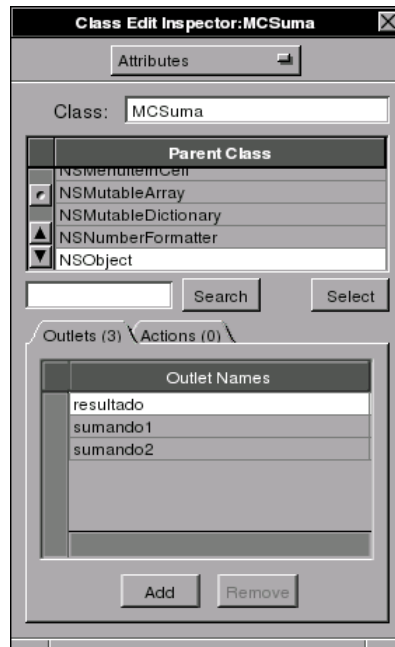 Class Edit Inspector:MCSuma
Attributes
Class: MCSuma
Parent Class
NSMenuItemCell
NSMutableArray
NSMutableDictionary
NSNumberFormatter
NSObject
Search Select
Outlets (3) Actions (0)
Outlet Names
resultado
sumando1
sumando2
Add Remove